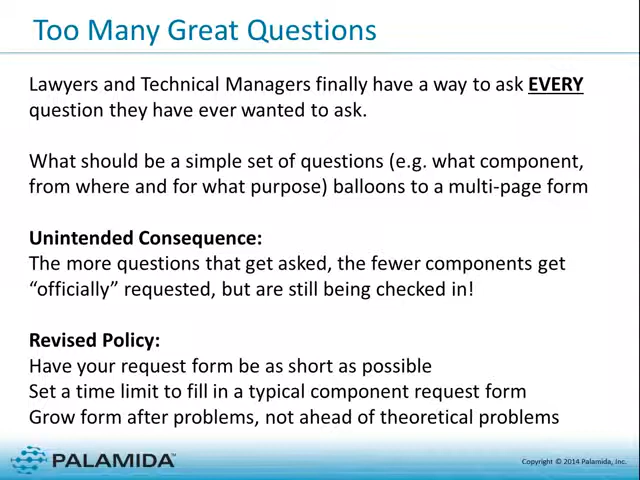 Too Many Great Questions
Lawyers and Technical Managers finally have a way to ask EVERY
question they have ever wanted to ask.
What should be a simple set of questions (e.g. what component,
from where and for what purpose) balloons to a multi-page form
Unintended Consequence:
The more questions that get asked, the fewer components get
“officially” requested, but are still being checked in!
Revised Policy:
Have your request form be as short as possible
Set a time limit to fill in a typical component request form
Grow form after problems, not ahead of theoretical problems
PALAMIDA™
Copyright © 2014 Palamida, Inc.